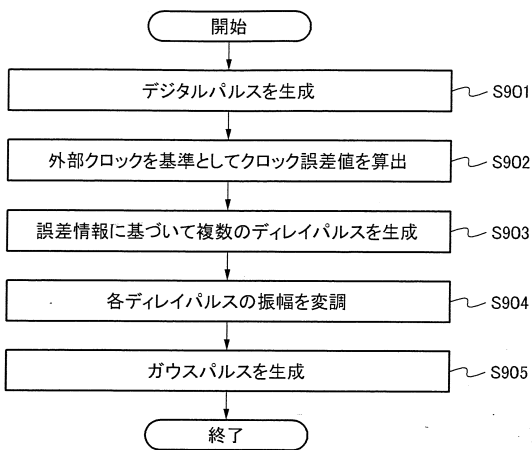 開始
デジタルパルスを生成
S901
外部クロックを基準としてクロック誤差値を算出
S902
誤差情報に基づいて複数のディレイパルスを生成
S903
各ディレイパルスの振幅を変調
S904
ガウスパルスを生成
S905
終了